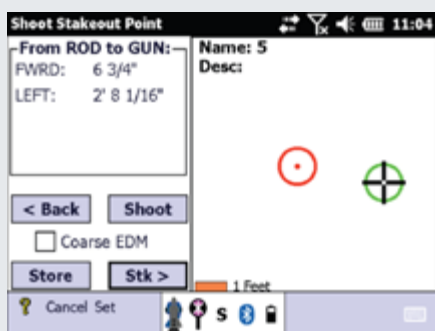 Shoot Stakeout Point 11:04
From ROD to GUN:
FWRD: 6 3/4"
LEFT: 2' 8 1/16"
< Back Shoot
Coarse EDM
Store Stk >
Name: 5
Desc:
1 Feet
Cancel Set
S